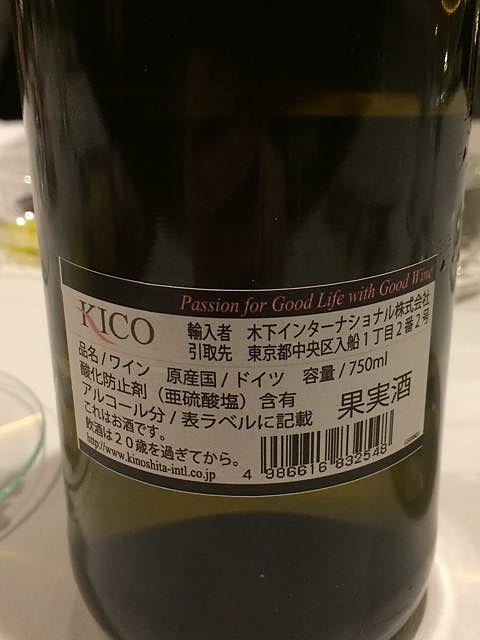 Passion for Good Life with Good Wine
KICO
輸入者 木下インターナショナル株式会社
引取先 東京都中央区入船1丁目2番2号
品名/ワイン 原産国/ドイツ 容量/750ml
酸化防止剤(亜硫酸塩)含有
アルコール分/表ラベルに記載
果実酒
これはお酒です。
飲酒は20歳を過ぎてから。
http://www.kinoshita-intl.co.jp
4 986616 832548